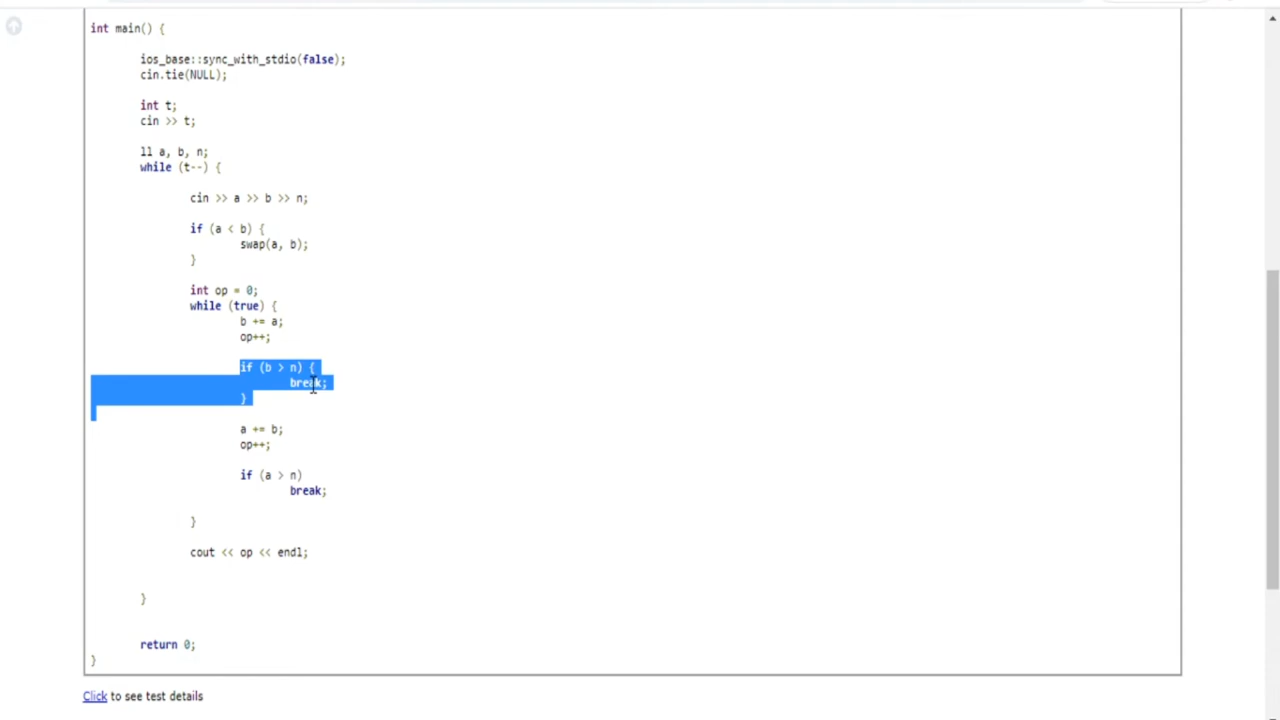 int main() {
ios_base::sync_with_stdio(false);
cin.tie(NULL);
int t;
cin >> t;
ll a, b, n;
while (t--) {
cin >> a >> b >> n;
if (a < b) {
swap(a, b);
}
int op = 0;
while (true) {
b += a;
op++;
if (b > n) {
break;
}
a += b;
op++;
if (a > n)
break;
}
cout << op << endl;
}
return 0;
}
Click to see test details